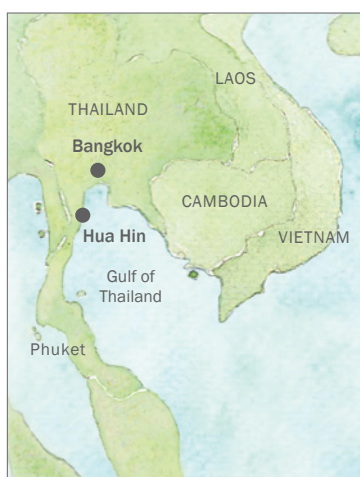 LAOS
THAILAND
Bangkok
CAMBODIA
Hua Hin
VIETNAM
Gulf of
Thailand
Phuket